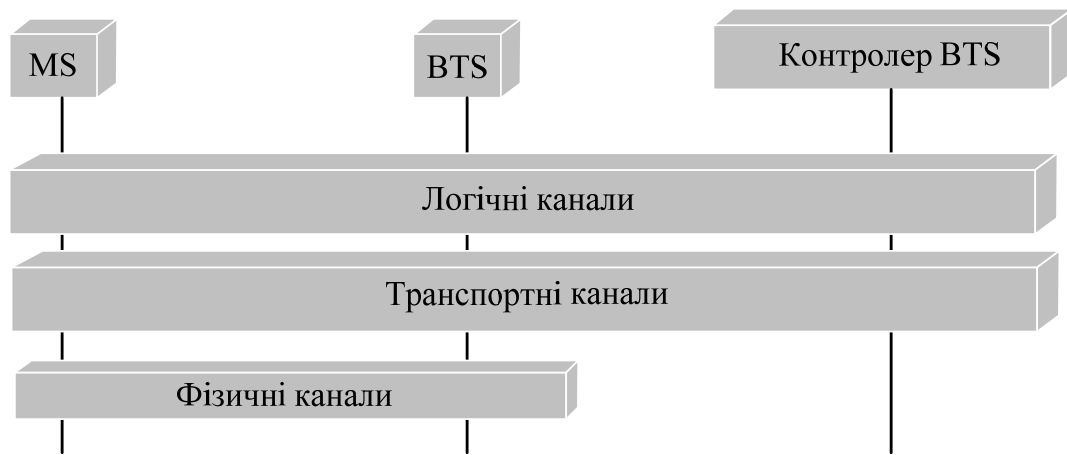 MS
BTS
Контролер BTS
Логічні канали
Транспортні канали
Фізичні канали